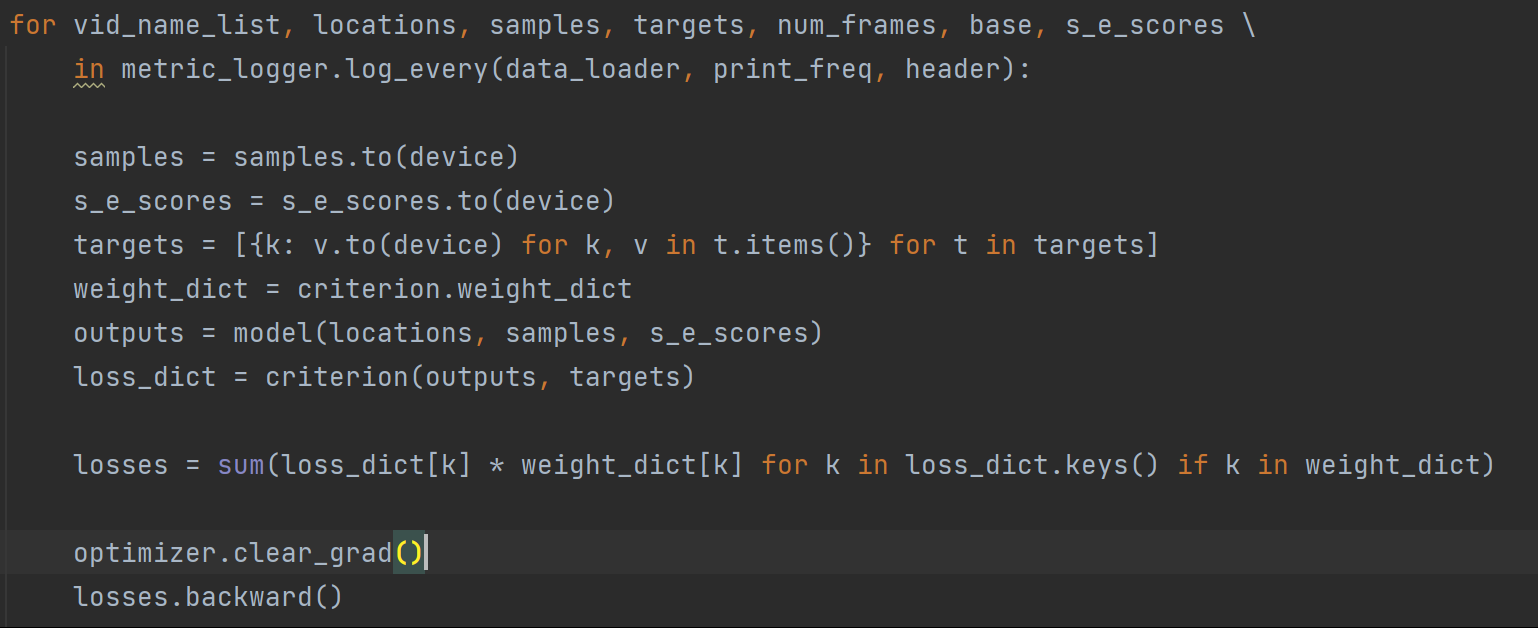 for vid_name_list, locations, samples, targets, num_frames, base, s_e_scores \
in metric_logger.log_every(data_loader, print_freq, header):
samples = samples.to(device)
s_e_scores = s_e_scores.to(device)
targets = [{k: v.to(device) for k, v in t.items()} for t in targets]
weight_dict = criterion.weight_dict
outputs = model(locations, samples, s_e_scores)
loss_dict = criterion(outputs, targets)
losses = sum(loss_dict[k] * weight_dict[k] for k in loss_dict.keys() if k in weight_dict)
optimizer.clear_grad()
losses.backward()